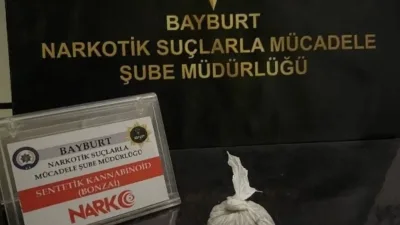 BAYBURT
NARKOTİK SUÇLARLA MÜCADELE
ŞUBE MÜDÜRLÜĞÜ
BAYBURT
NARKOTİK SUÇLARLA
MÜCADELE ŞUBE MÜDÜRLÜĞÜ
SENTETİK KANNABİNOİD
(BONZAİ)
NARKO